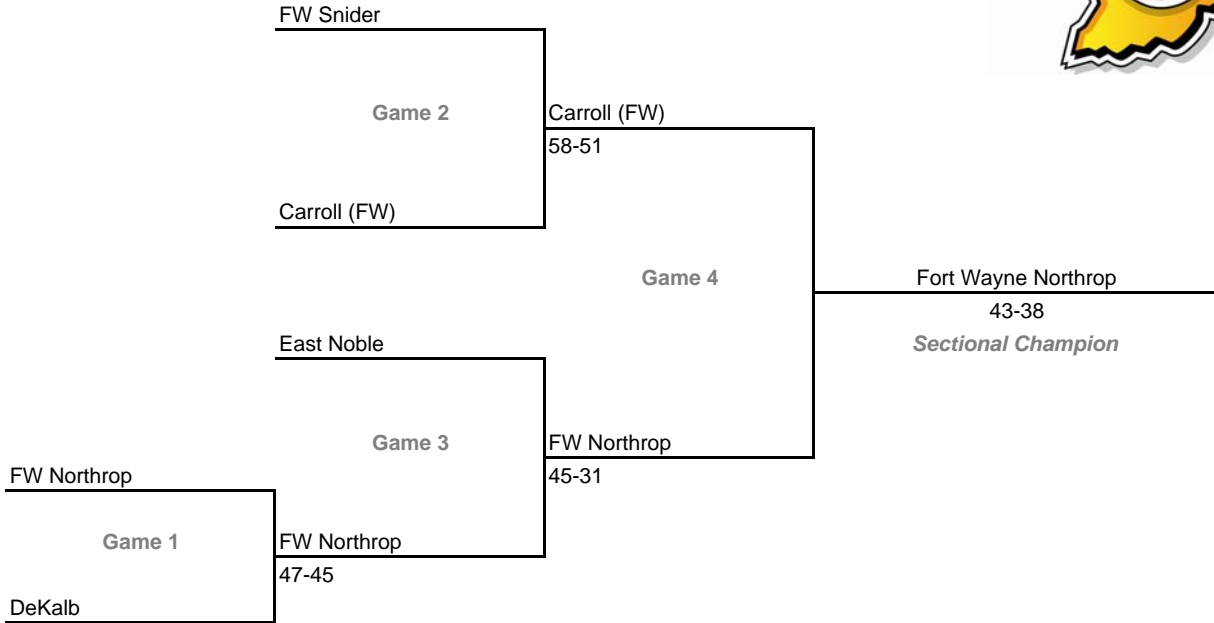 FW Snider
Game 2
Carroll (FW)
58-51
Carroll (FW)
Game 4
Fort Wayne Northrop
43-38
Sectional Champion
East Noble
Game 3
FW Northrop
45-31
FW Northrop
Game 1
FW Northrop
47-45
DeKalb